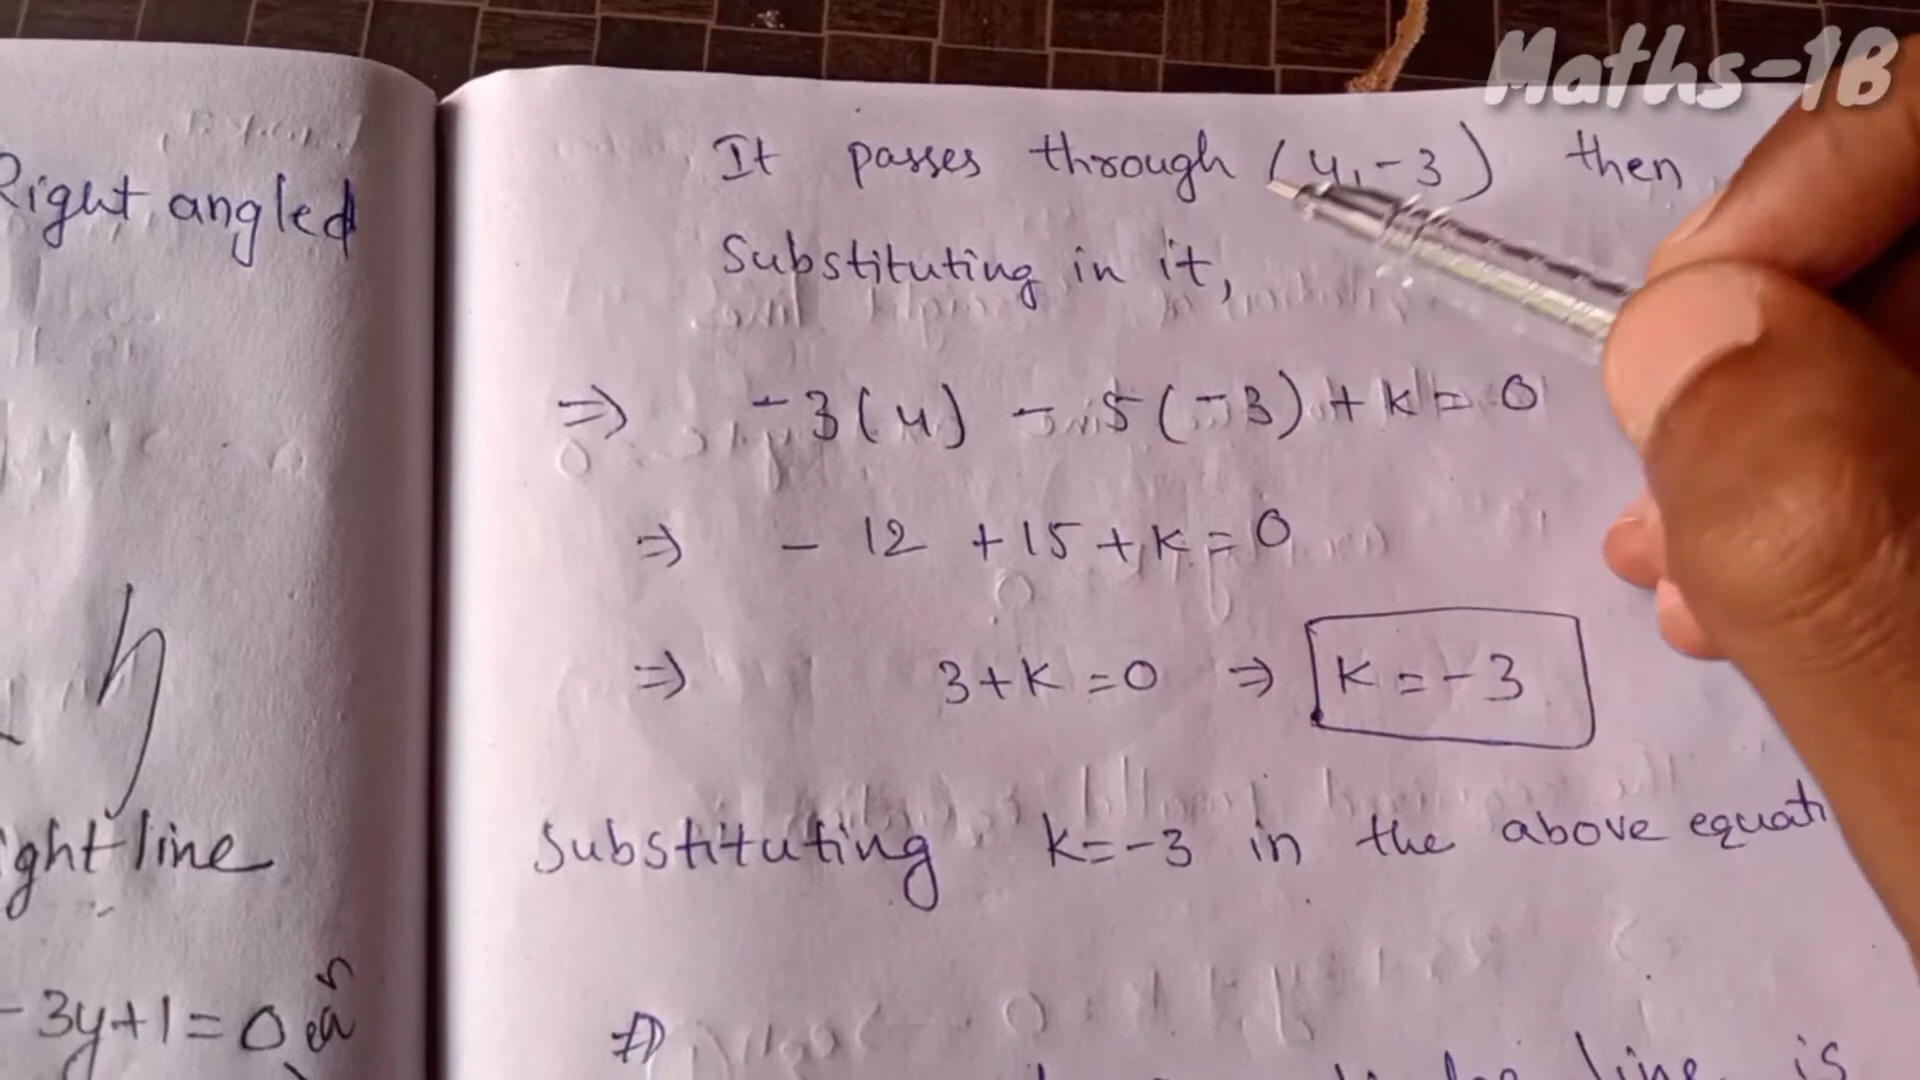 Maths-1B
Right angled
ght line
- 3y+1=0
It passes through (4,-3) then
Substituting in it,
⇒ -3(4) - 5(-3) + k = 0
⇒ - 12 +15 + k = 0
⇒ 3+k = 0 ⇒ k = -3
Substituting k=-3 in the above equati
line is